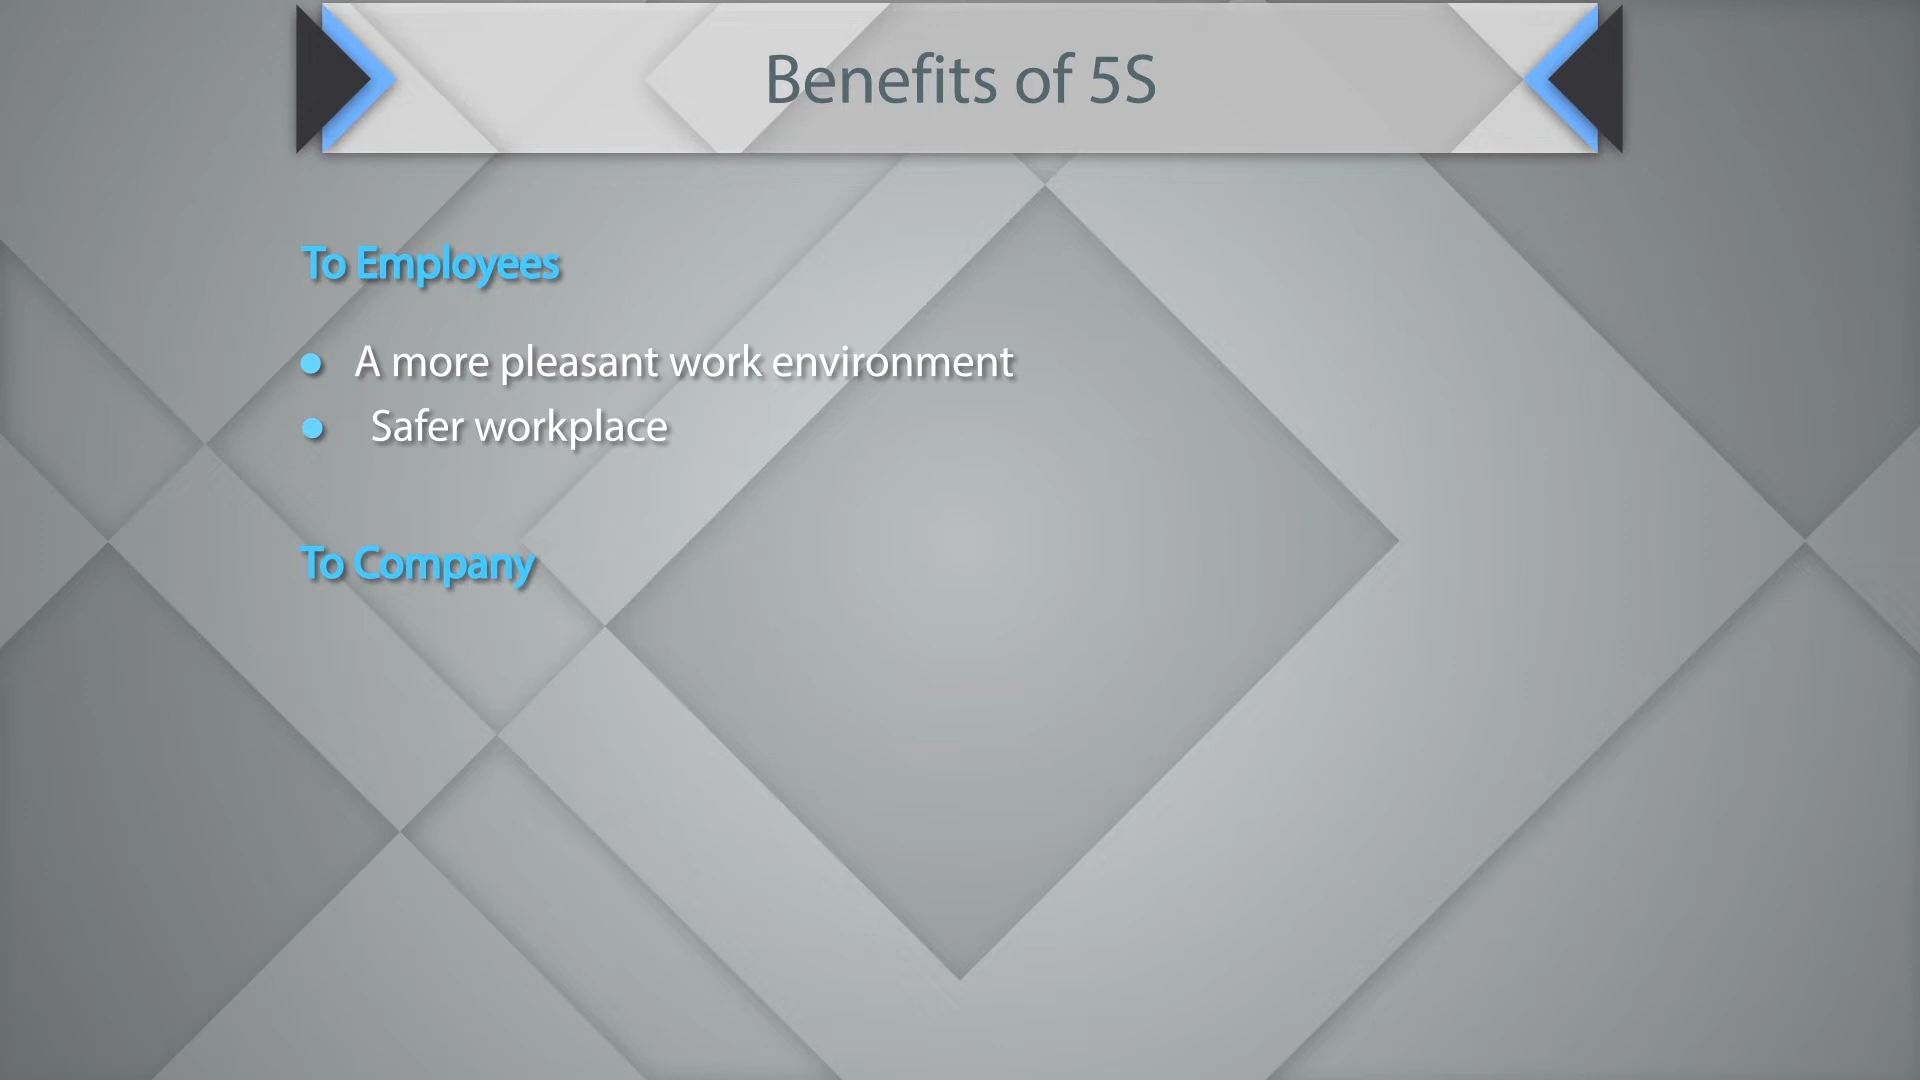 Benefits of 5S
To Employees
● A more pleasant work environment
● Safer workplace
To Company